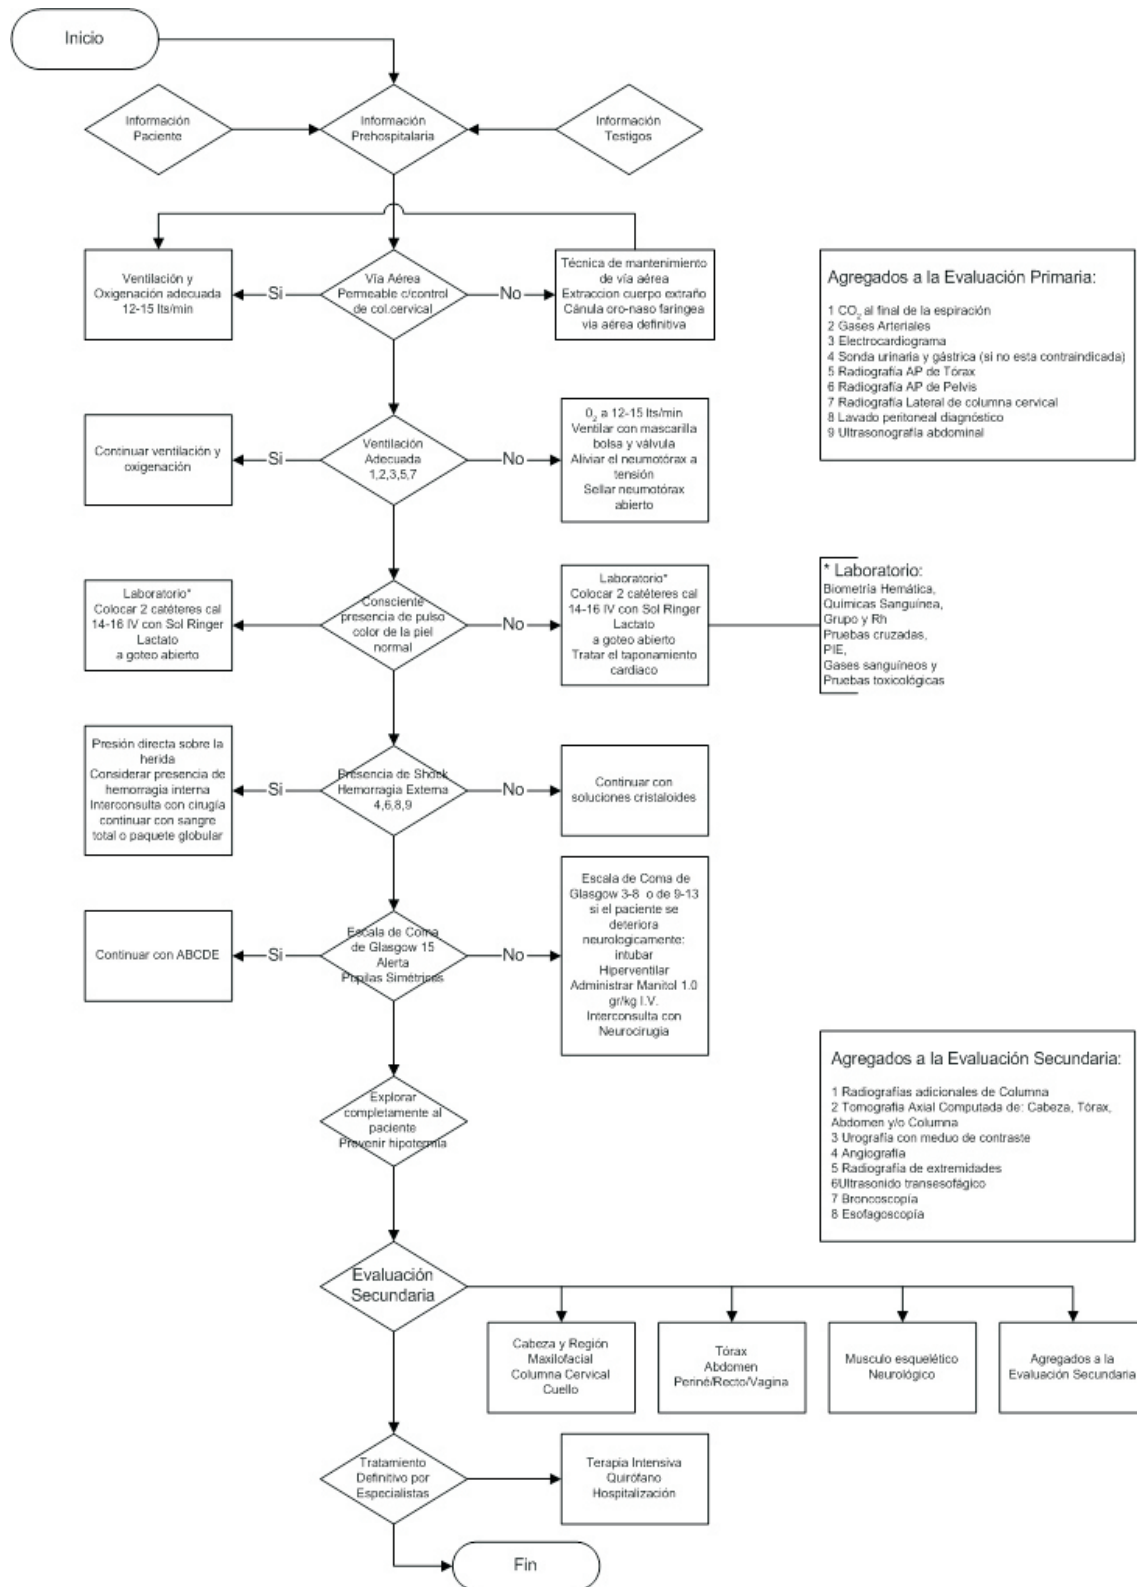 Inicio
Información
Paciente
Información
Prehospitalaria
Información
Testigos
Ventilación y
Oxigenación adecuada
12-15 lts/min
Si
Vía Aérea
Permeable c/control
de col.cervical
No
Técnica de mantenimiento
de vía aérea
Extraccion cuerpo extraño
Cánula oro-naso faringea
via aérea definitiva
Agregados a la Evaluación Primaria:
1 CO2 al final de la espiración
2 Gases Arteriales
3 Electrocardiograma
4 Sonda urinaria y gástrica (si no esta contraindicada)
5 Radiografía AP de Tórax
6 Radiografía AP de Pelvis
7 Radiografía Lateral de columna cervical
8 Lavado peritoneal diagnóstico
9 Ultrasonografía abdominal
Continuar ventilación y
oxigenación
Si
Ventilación
Adecuada
1,2,3,5,7
No
02 a 12-15 lts/min
Ventilar con mascarilla
bolsa y válvula
Aliviar el neumotórax a
tensión
Sellar neumotórax
abierto
Laboratorio*
Colocar 2 catéteres cal
14-16 IV con Sol Ringer
Lactato
a goteo abierto
Consciente
presencia de pulso
color de la piel
normal
No
Laboratorio*
Colocar 2 catéteres cal
14-16 IV con Sol Ringer
Lactato
a goteo abierto
Tratar el taponamiento
cardiaco
* Laboratorio:
Biometría Hemática,
Quimicas Sanguínea,
Grupo y Rh
Pruebas cruzadas,
PIE,
Gases sanguíneos y
Pruebas toxicológicas
Presión directa sobre la
herida
Considerar presencia de
hemorragia interna
Interconsulta con cirugía
continuar con sangre
total o paquete globular
Si
Presencia de Shock
Hemorragia Externa
4,6,8,9
No
Continuar con
soluciones cristaloides
Continuar con ABCDE
Si
Escala de Coma
de Glasgow 15
Alerta
Pupilas Simétricas
No
Escala de Coma de
Glasgow 3-8 o de 9-13
si el paciente se
deteriora
neurologicamente:
intubar
Hiperventilar
Administrar Manitol 1.0
gr/kg I.V.
Interconsulta con
Neurocirugia
Explorar
completamente al
paciente
Prevenir hipotermia
Agregados a la Evaluación Secundaria:
1 Radiografías adicionales de Columna
2 Tomografia Axial Computada de: Cabeza, Tórax,
Abdomen y/o Columna
3 Urografía con meduo de contraste
4 Angiografía
5 Radiografía de extremidades
6Ultrasonido transesofágico
7 Broncoscopía
8 Esofagoscopía
Evaluación
Secundaria
Cabeza y Región
Maxilofacial
Columna Cervical
Cuello
Tórax
Abdomen
Periné/Recto/Vagina
Musculo esquelético
Neurológico
Agregados a la
Evaluación Secundaria
Tratamiento
Definitivo por
Especialistas
Terapia Intensiva
Quirófano
Hospitalización
Fin